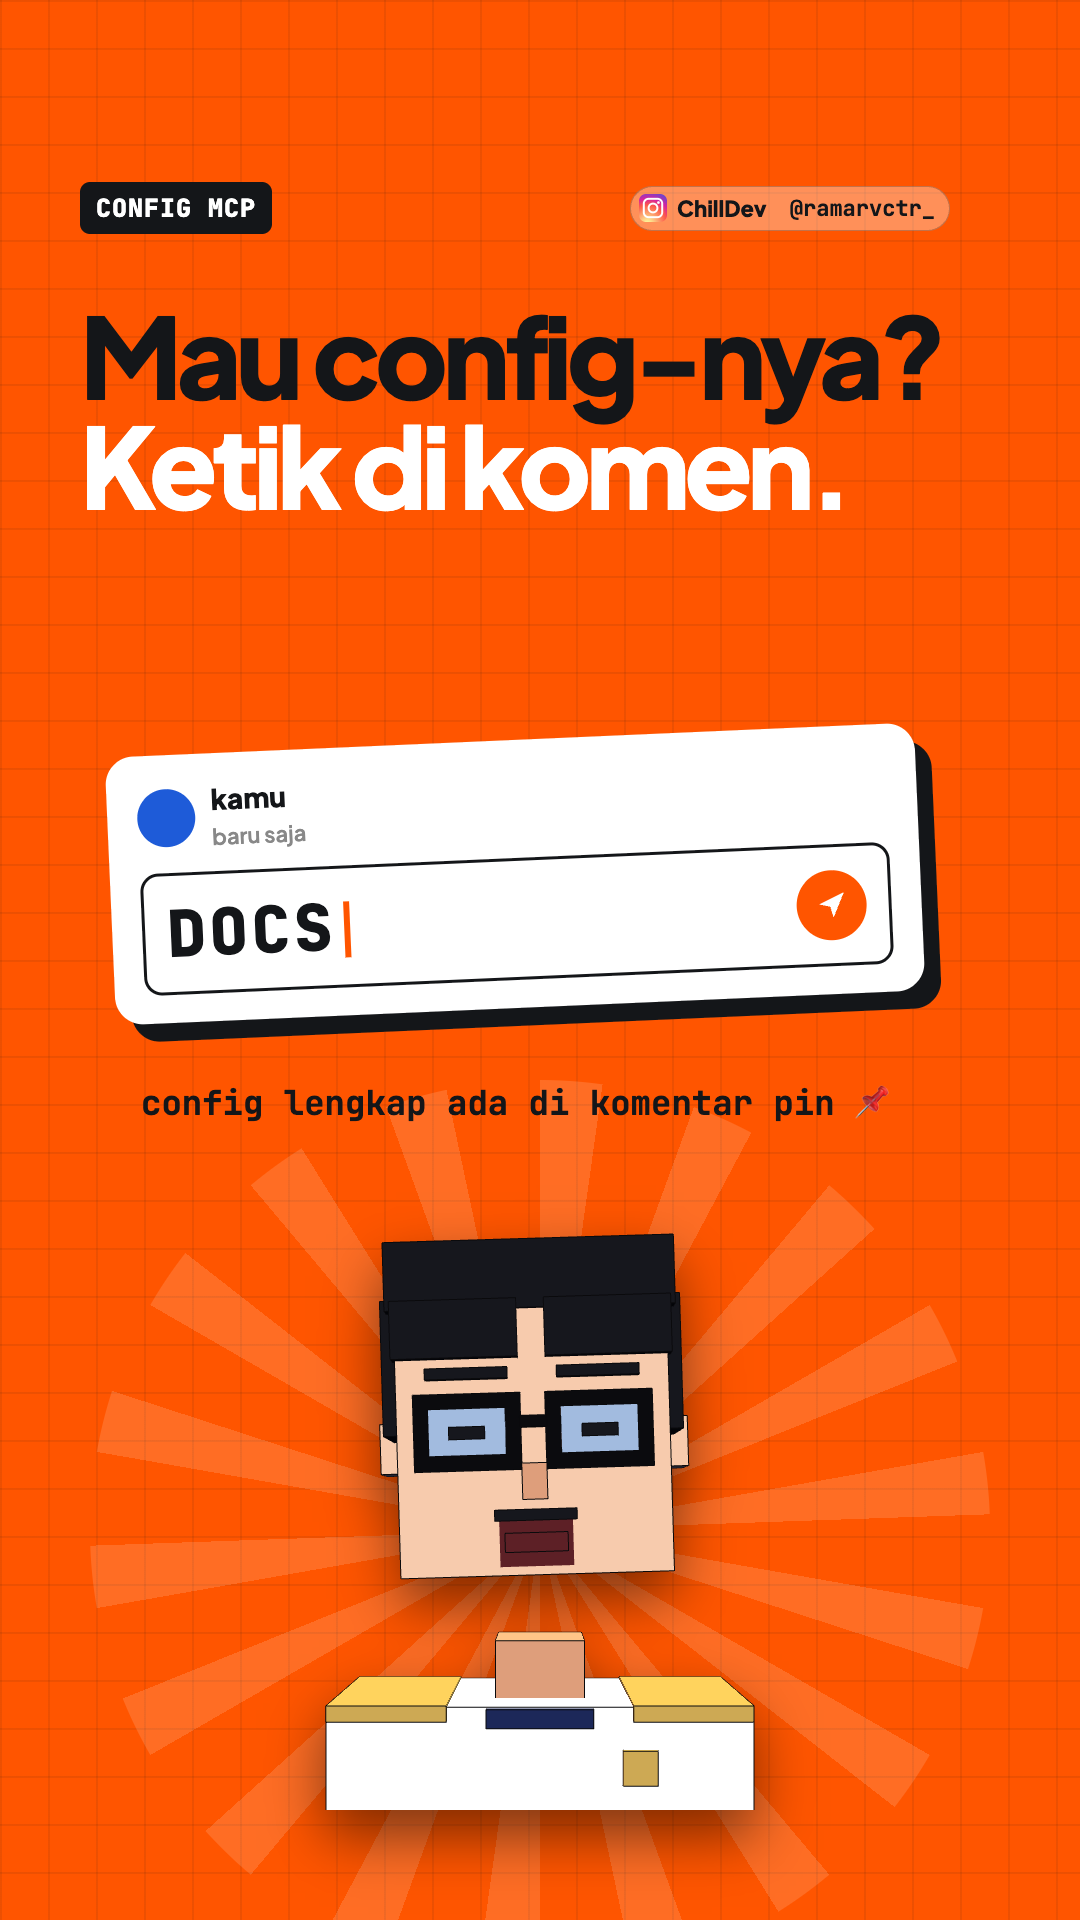 CONFIG MCP
ChillDev @ramarvctr_
Mau config-nya?
Ketik di komen.
kamu
baru saja
DOCS
config lengkap ada di komentar pin 📌